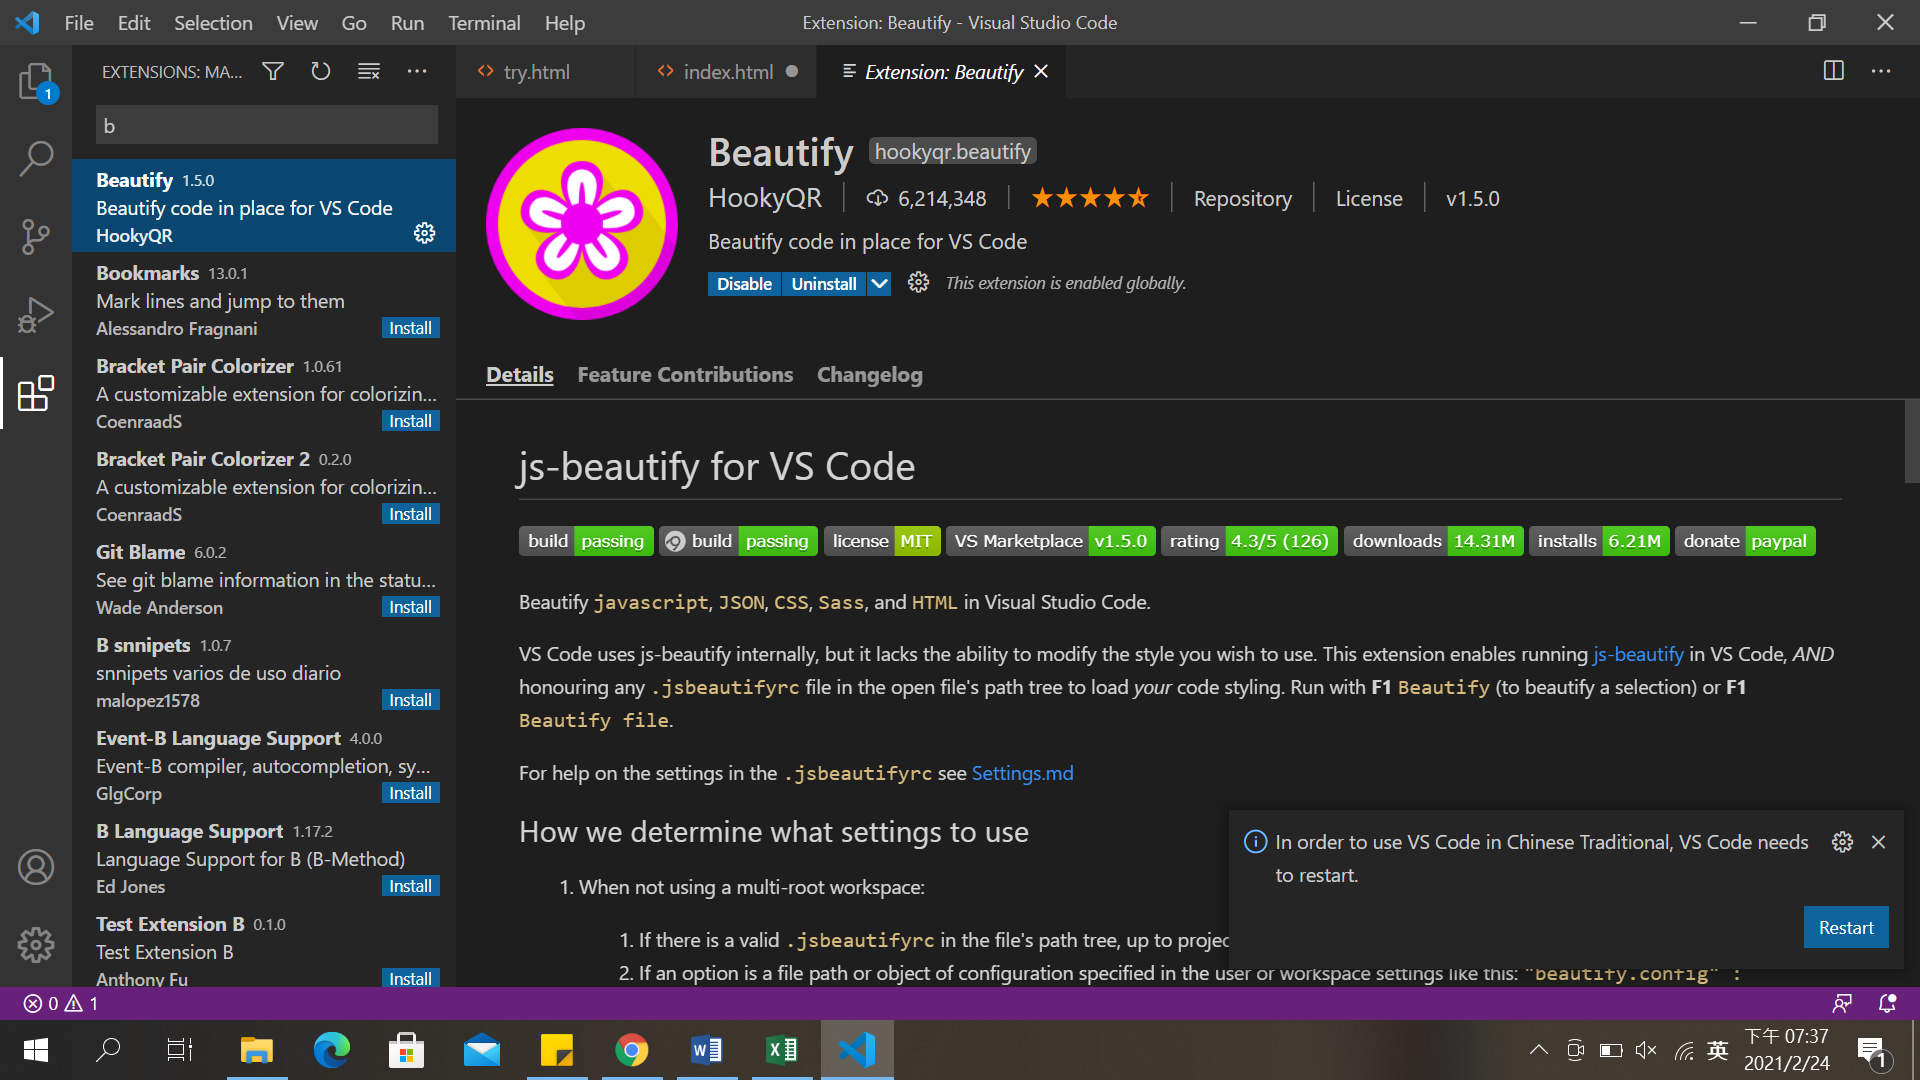 File Edit Selection View Go Run Terminal Help
Extension: Beautify - Visual Studio Code
EXTENSIONS: MA...
1
b
Beautify 1.5.0
Beautify code in place for VS Code
HookyQR
Bookmarks 13.0.1
Mark lines and jump to them
Alessandro Fragnani Install
Bracket Pair Colorizer 1.0.61
A customizable extension for colorizin...
CoenraadS Install
Bracket Pair Colorizer 2 0.2.0
A customizable extension for colorizin...
CoenraadS Install
Git Blame 6.0.2
See git blame information in the statu...
Wade Anderson Install
B snnipets 1.0.7
snnipets varios de uso diario
malopez1578 Install
Event-B Language Support 4.0.0
Event-B compiler, autocompletion, sy...
GlgCorp Install
B Language Support 1.17.2
Language Support for B (B-Method)
Ed Jones Install
Test Extension B 0.1.0
Test Extension B
Anthony Fu Install
try.html index.html Extension: Beautify
Beautify hookyqr.beautify
HookyQR 6,214,348 Repository License v1.5.0
Beautify code in place for VS Code
Disable Uninstall This extension is enabled globally.
Details Feature Contributions Changelog
js-beautify for VS Code
build passing build passing license MIT VS Marketplace v1.5.0 rating 4.3/5 (126) downloads 14.31M installs 6.21M donate paypal
Beautify javascript, JSON, CSS, Sass, and HTML in Visual Studio Code.
VS Code uses js-beautify internally, but it lacks the ability to modify the style you wish to use. This extension enables running js-beautify in VS Code, AND
honouring any .jsbeautifyrc file in the open file's path tree to load your code styling. Run with F1 Beautify (to beautify a selection) or F1
Beautify file.
For help on the settings in the .jsbeautifyrc see Settings.md
How we determine what settings to use
1. When not using a multi-root workspace:
1. If there is a valid .jsbeautifyrc in the file's path tree, up to projec
2. If an option is a file path or object of configuration specified in the user or workspace settings like this: "beautify.config" :
In order to use VS Code in Chinese Traditional, VS Code needs
to restart.
Restart
0 1
英
下午 07:37
2021/2/24
1